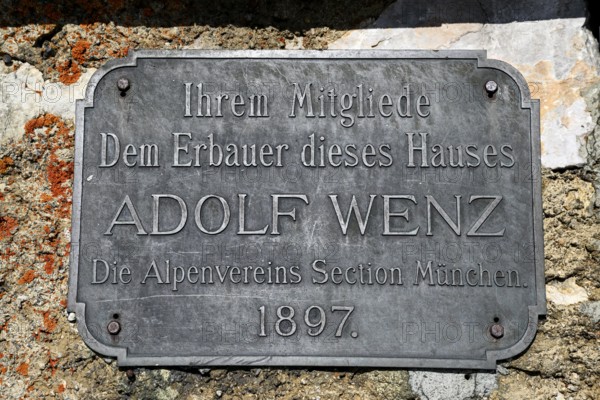 Ihrem Mitgliede
Dem Erbauer dieses Hauses
ADOLF WENZ
Die Alpenvereins Section München.
1897.